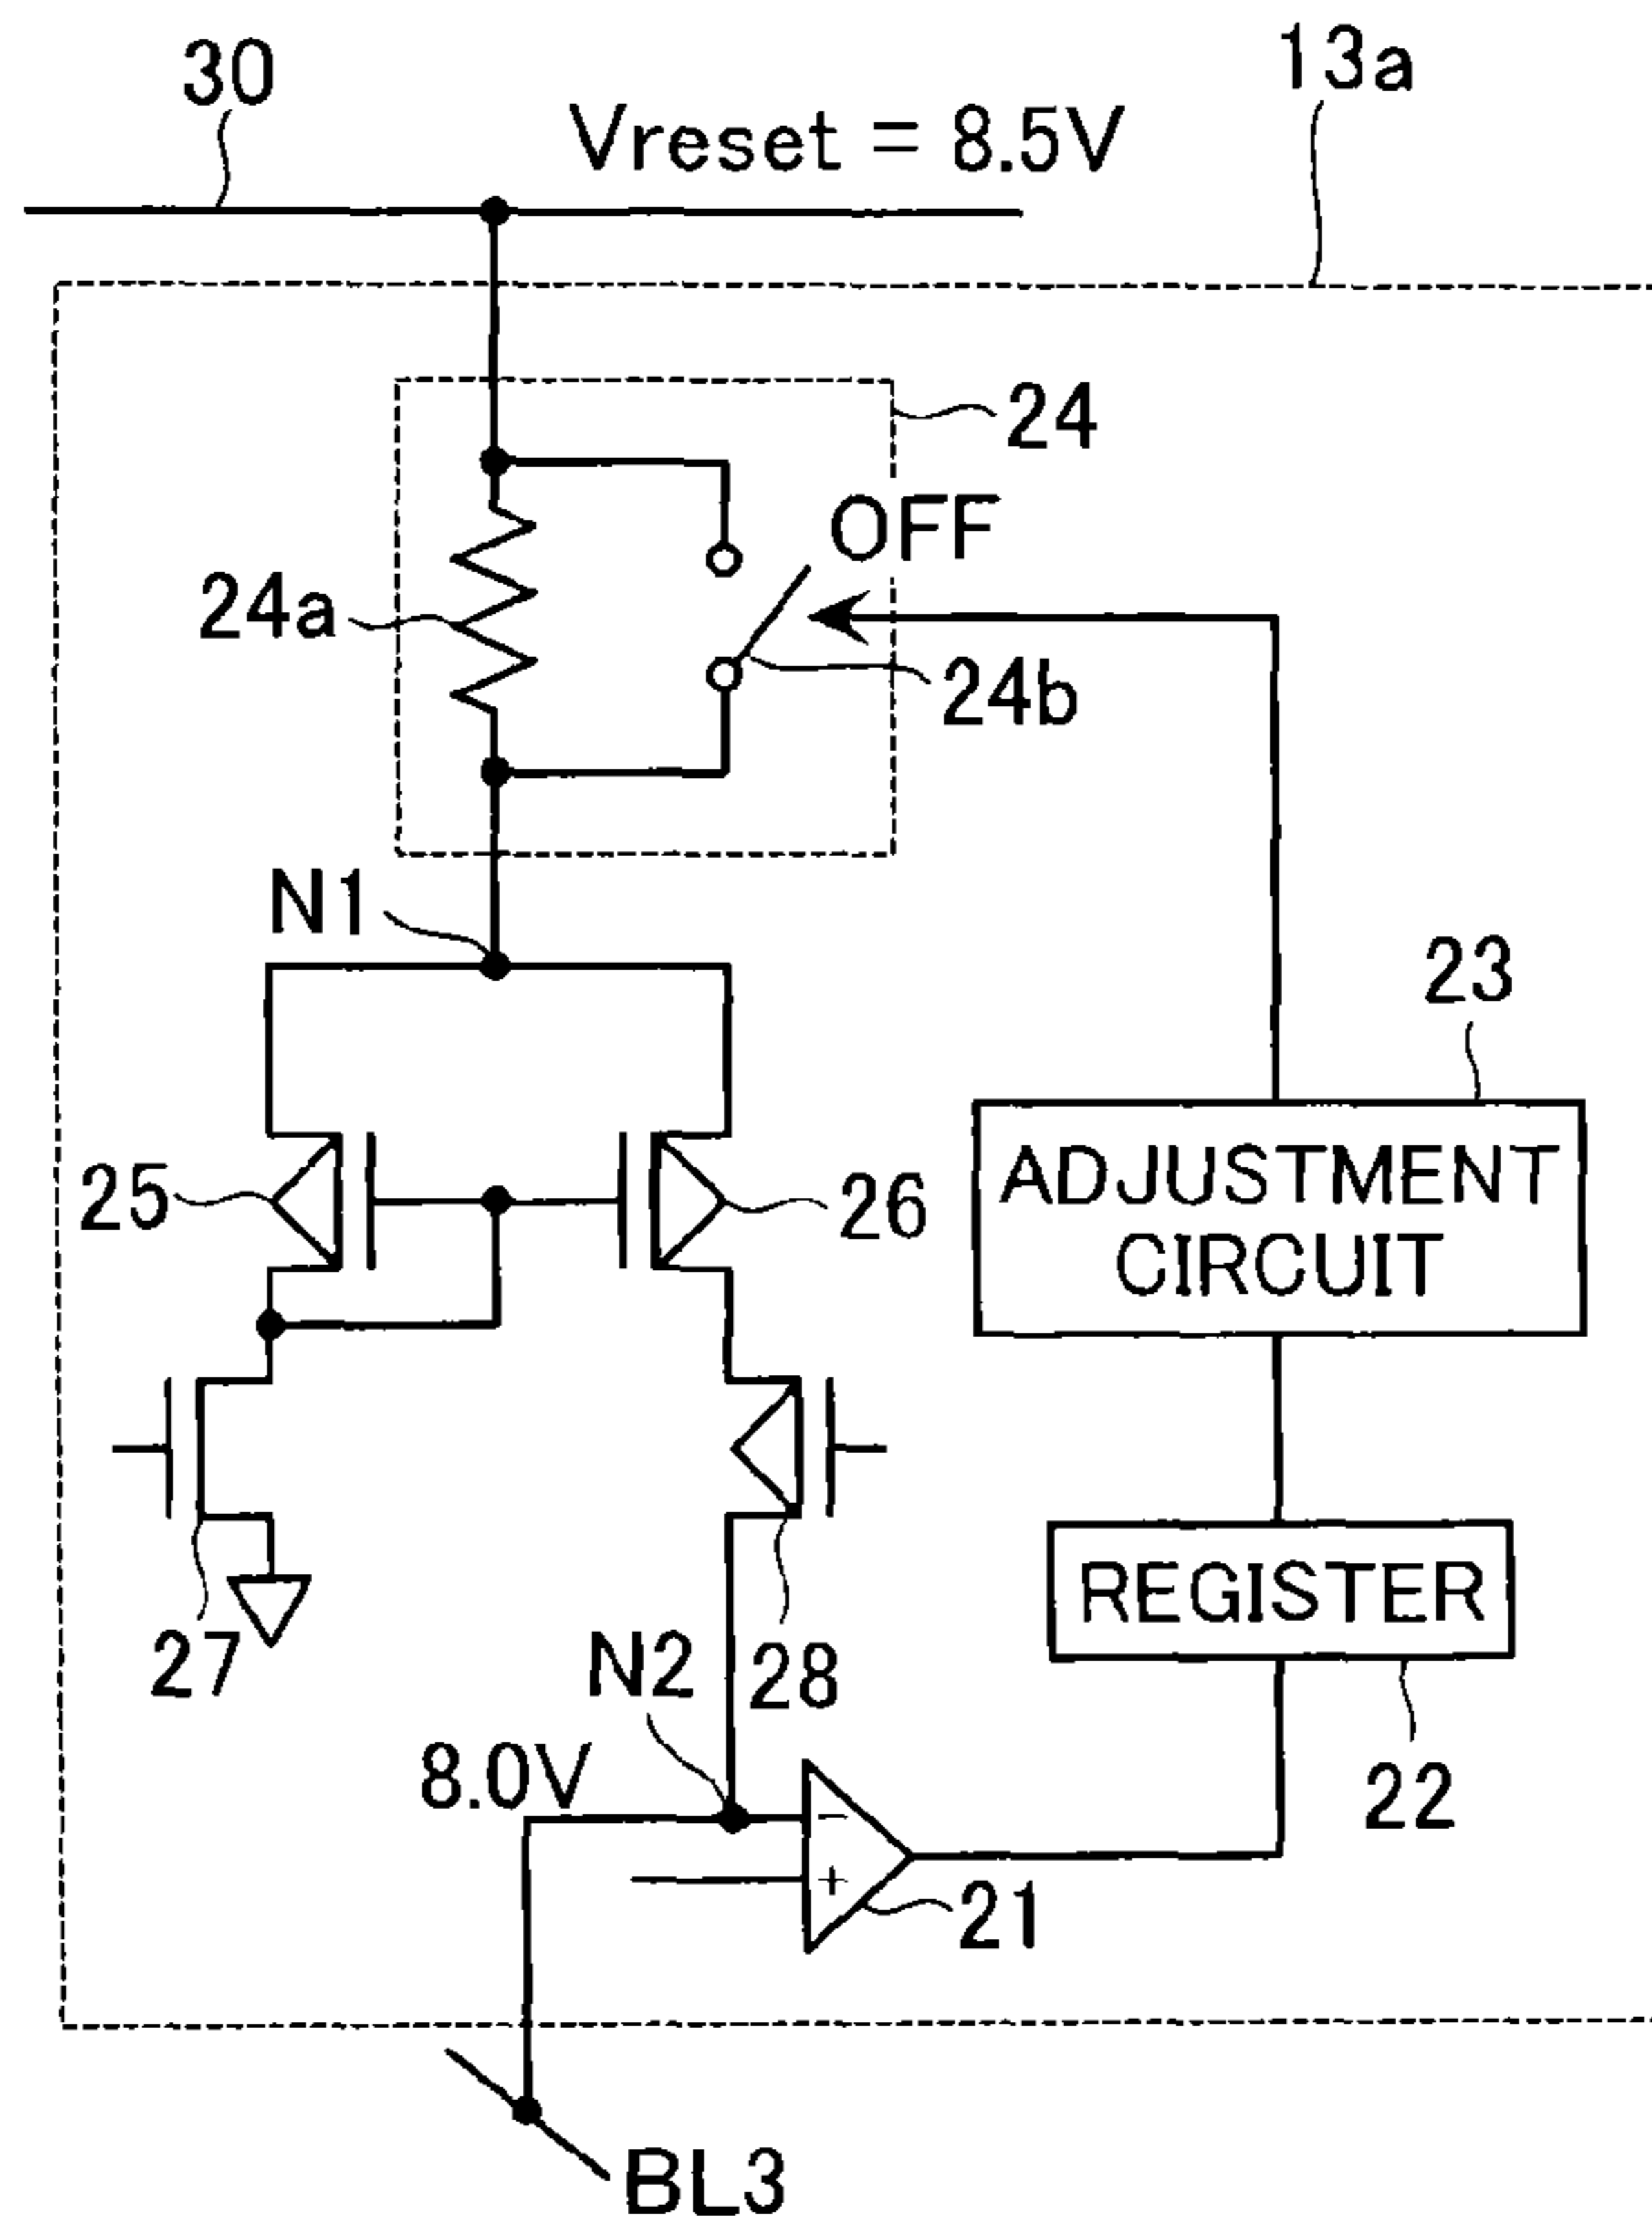 30
13a
Vreset = 8.5V
24
OFF
24a
24b
N1
23
25
26
ADJUSTMENT
CIRCUIT
REGISTER
27
N2
28
8.0V
22
−
+
21
BL3